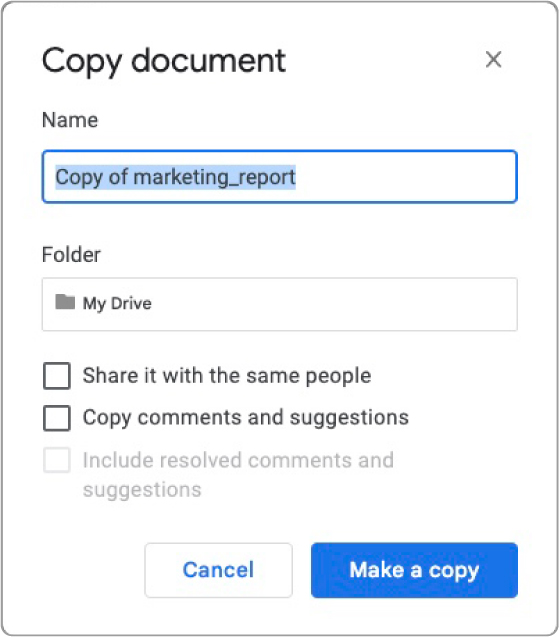 Copy document
Name
Copy of marketing_report
Folder
My Drive
Share it with the same people
Copy comments and suggestions
Include resolved comments and
suggestions
Cancel
Make a copy